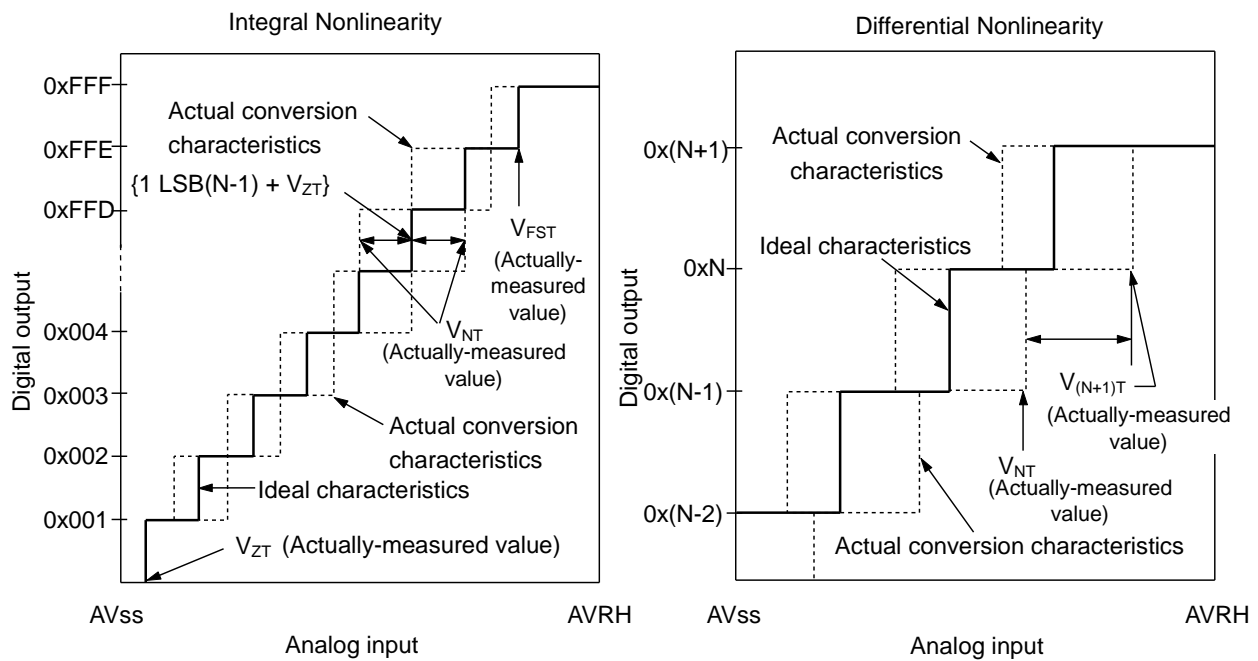 Integral Nonlinearity
0xFFF
Actual conversion
characteristics
0xFFE
{1 LSB(N-1) + VZT}
0xFFD
VFST
(Actually-
measured
value)
VNT
(Actually-measured
value)
0x004
0x003
Actual conversion
characteristics
0x002
Ideal characteristics
0x001
VZT (Actually-measured value)
Digital output
AVss
AVRH
Analog input
Differential Nonlinearity
Actual conversion
characteristics
0x(N+1)
Ideal characteristics
0xN
V(N+1)T
(Actually-measured
value)
0x(N-1)
VNT
(Actually-measured
value)
0x(N-2)
Actual conversion characteristics
Digital output
AVss
AVRH
Analog input